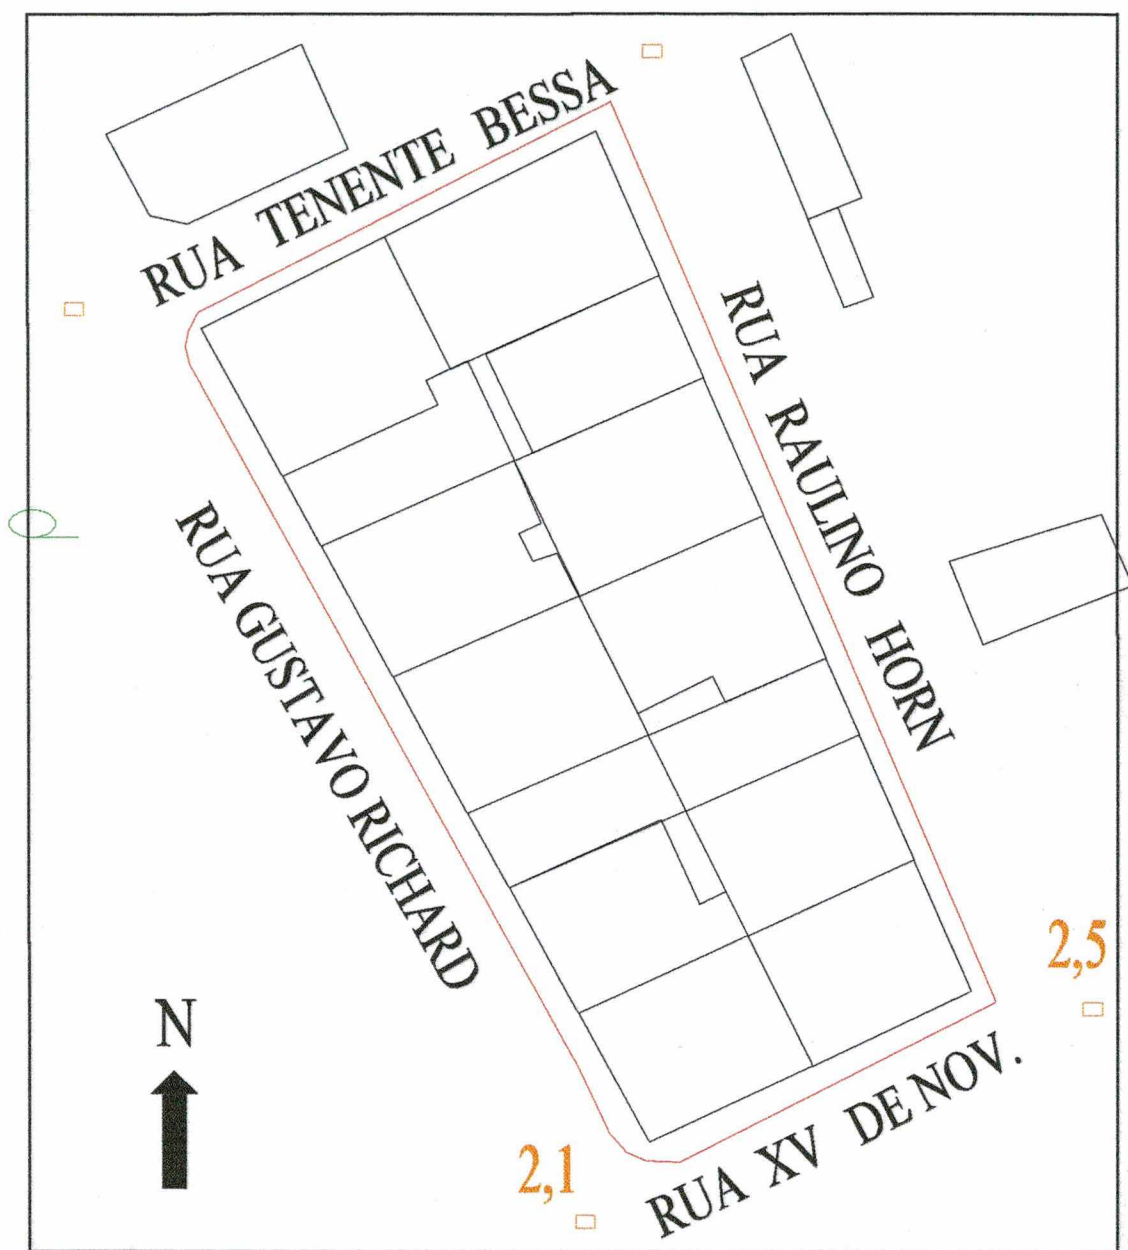 RUA TENENTE BESSA
RUA RAULINO HORN
RUA GUSTAVO RICHARD
2,5
N
2,1
RUA XV DE NOV.